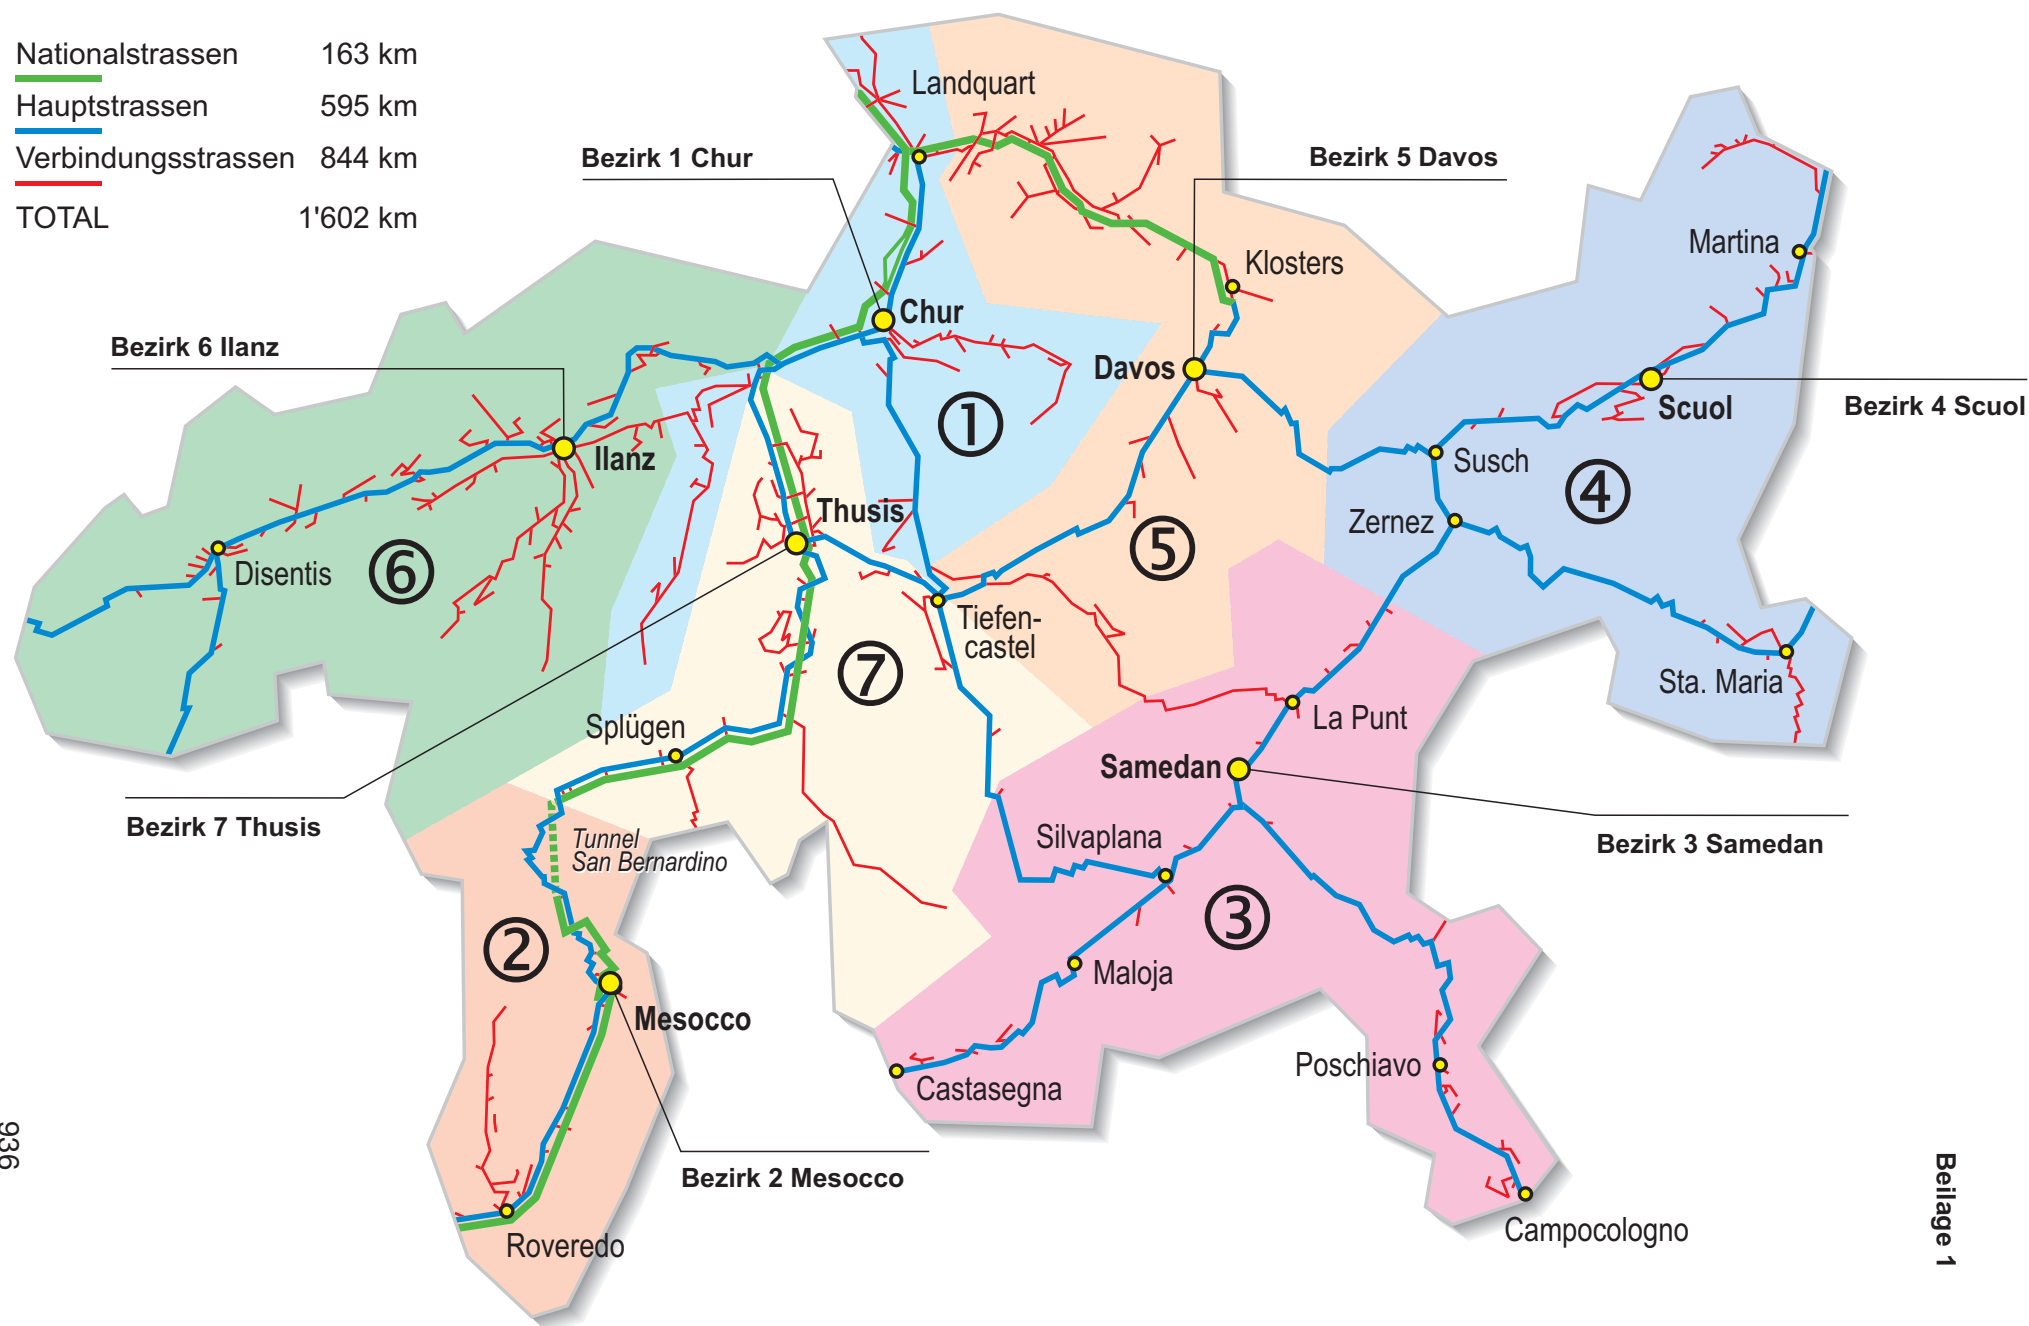 Nationalstrassen 163 km
Hauptstrassen 595 km
Verbindungsstrassen 844 km
TOTAL 1'602 km
Landquart
Bezirk 1 Chur
Bezirk 5 Davos
Martina
Klosters
Chur
Bezirk 6 Ilanz
Davos
Scuol
Bezirk 4 Scuol
①
Ilanz
Susch
④
Thusis
Zernez
⑤
Disentis
⑥
Tiefen-
castel
⑦
Sta. Maria
Splügen
La Punt
Samedan
Bezirk 7 Thusis
Tunnel
San Bernardino
Silvaplana
Bezirk 3 Samedan
③
②
Maloja
Mesocco
Poschiavo
Castasegna
936
Bezirk 2 Mesocco
Beilage 1
Roveredo
Campocologno